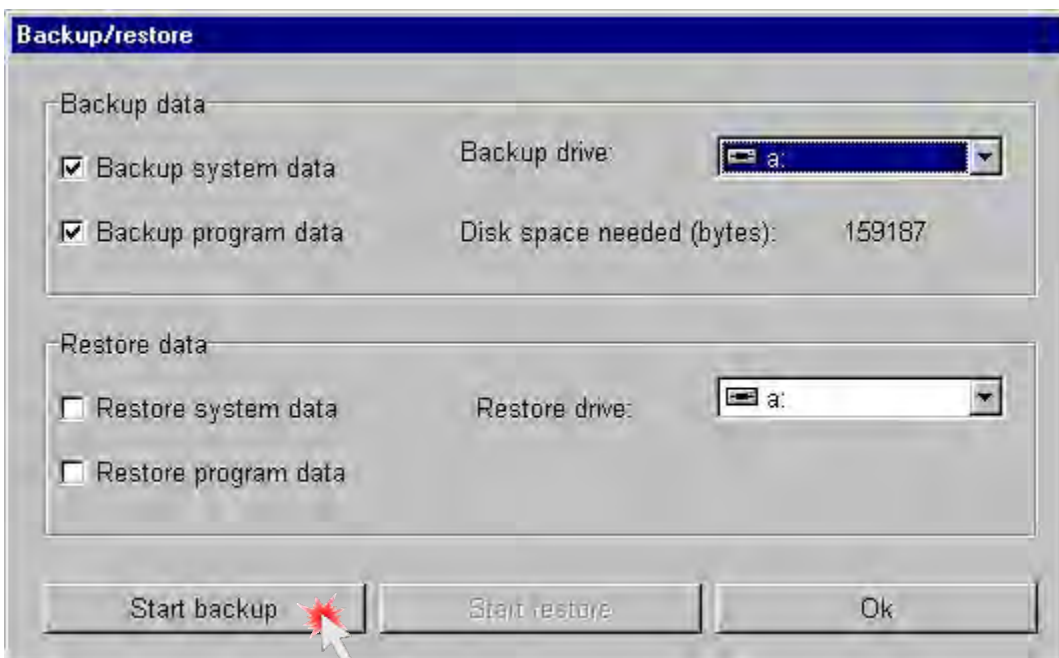 Backup/restore
Backup data
Backup system data
Backup drive: a:
Backup program data
Disk space needed (bytes): 159187
Restore data
Restore system data
Restore drive: a:
Restore program data
Start backup Start restore Ok